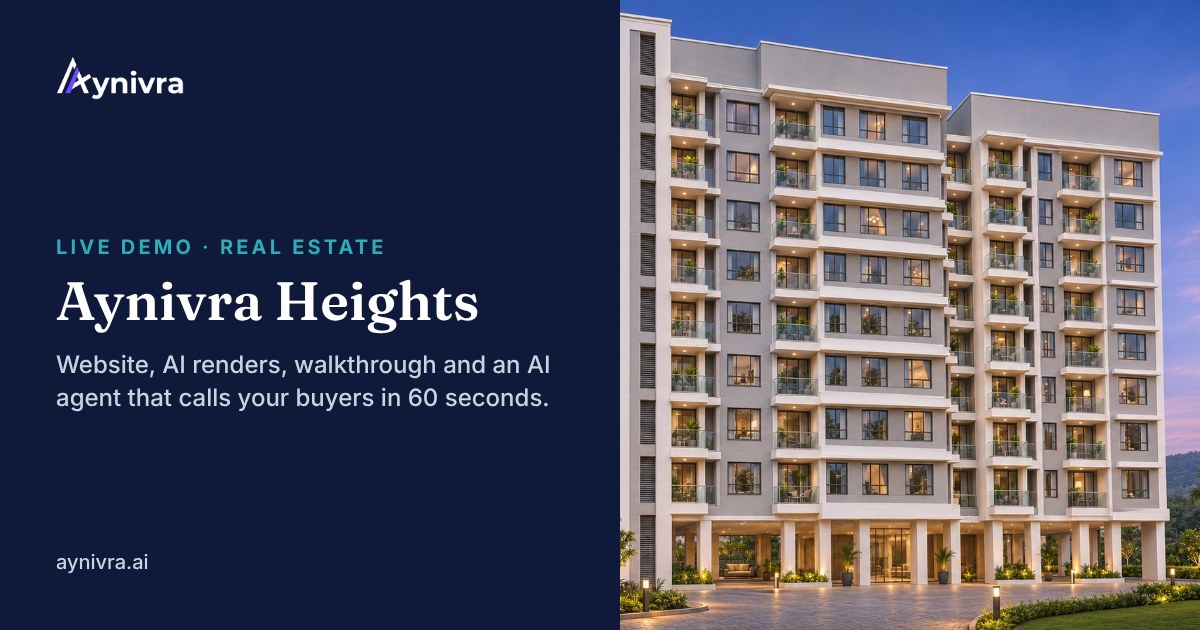 Aynivra
LIVE DEMO · REAL ESTATE
Aynivra Heights
Website, AI renders, walkthrough and an AI
agent that calls your buyers in 60 seconds.
aynivra.ai